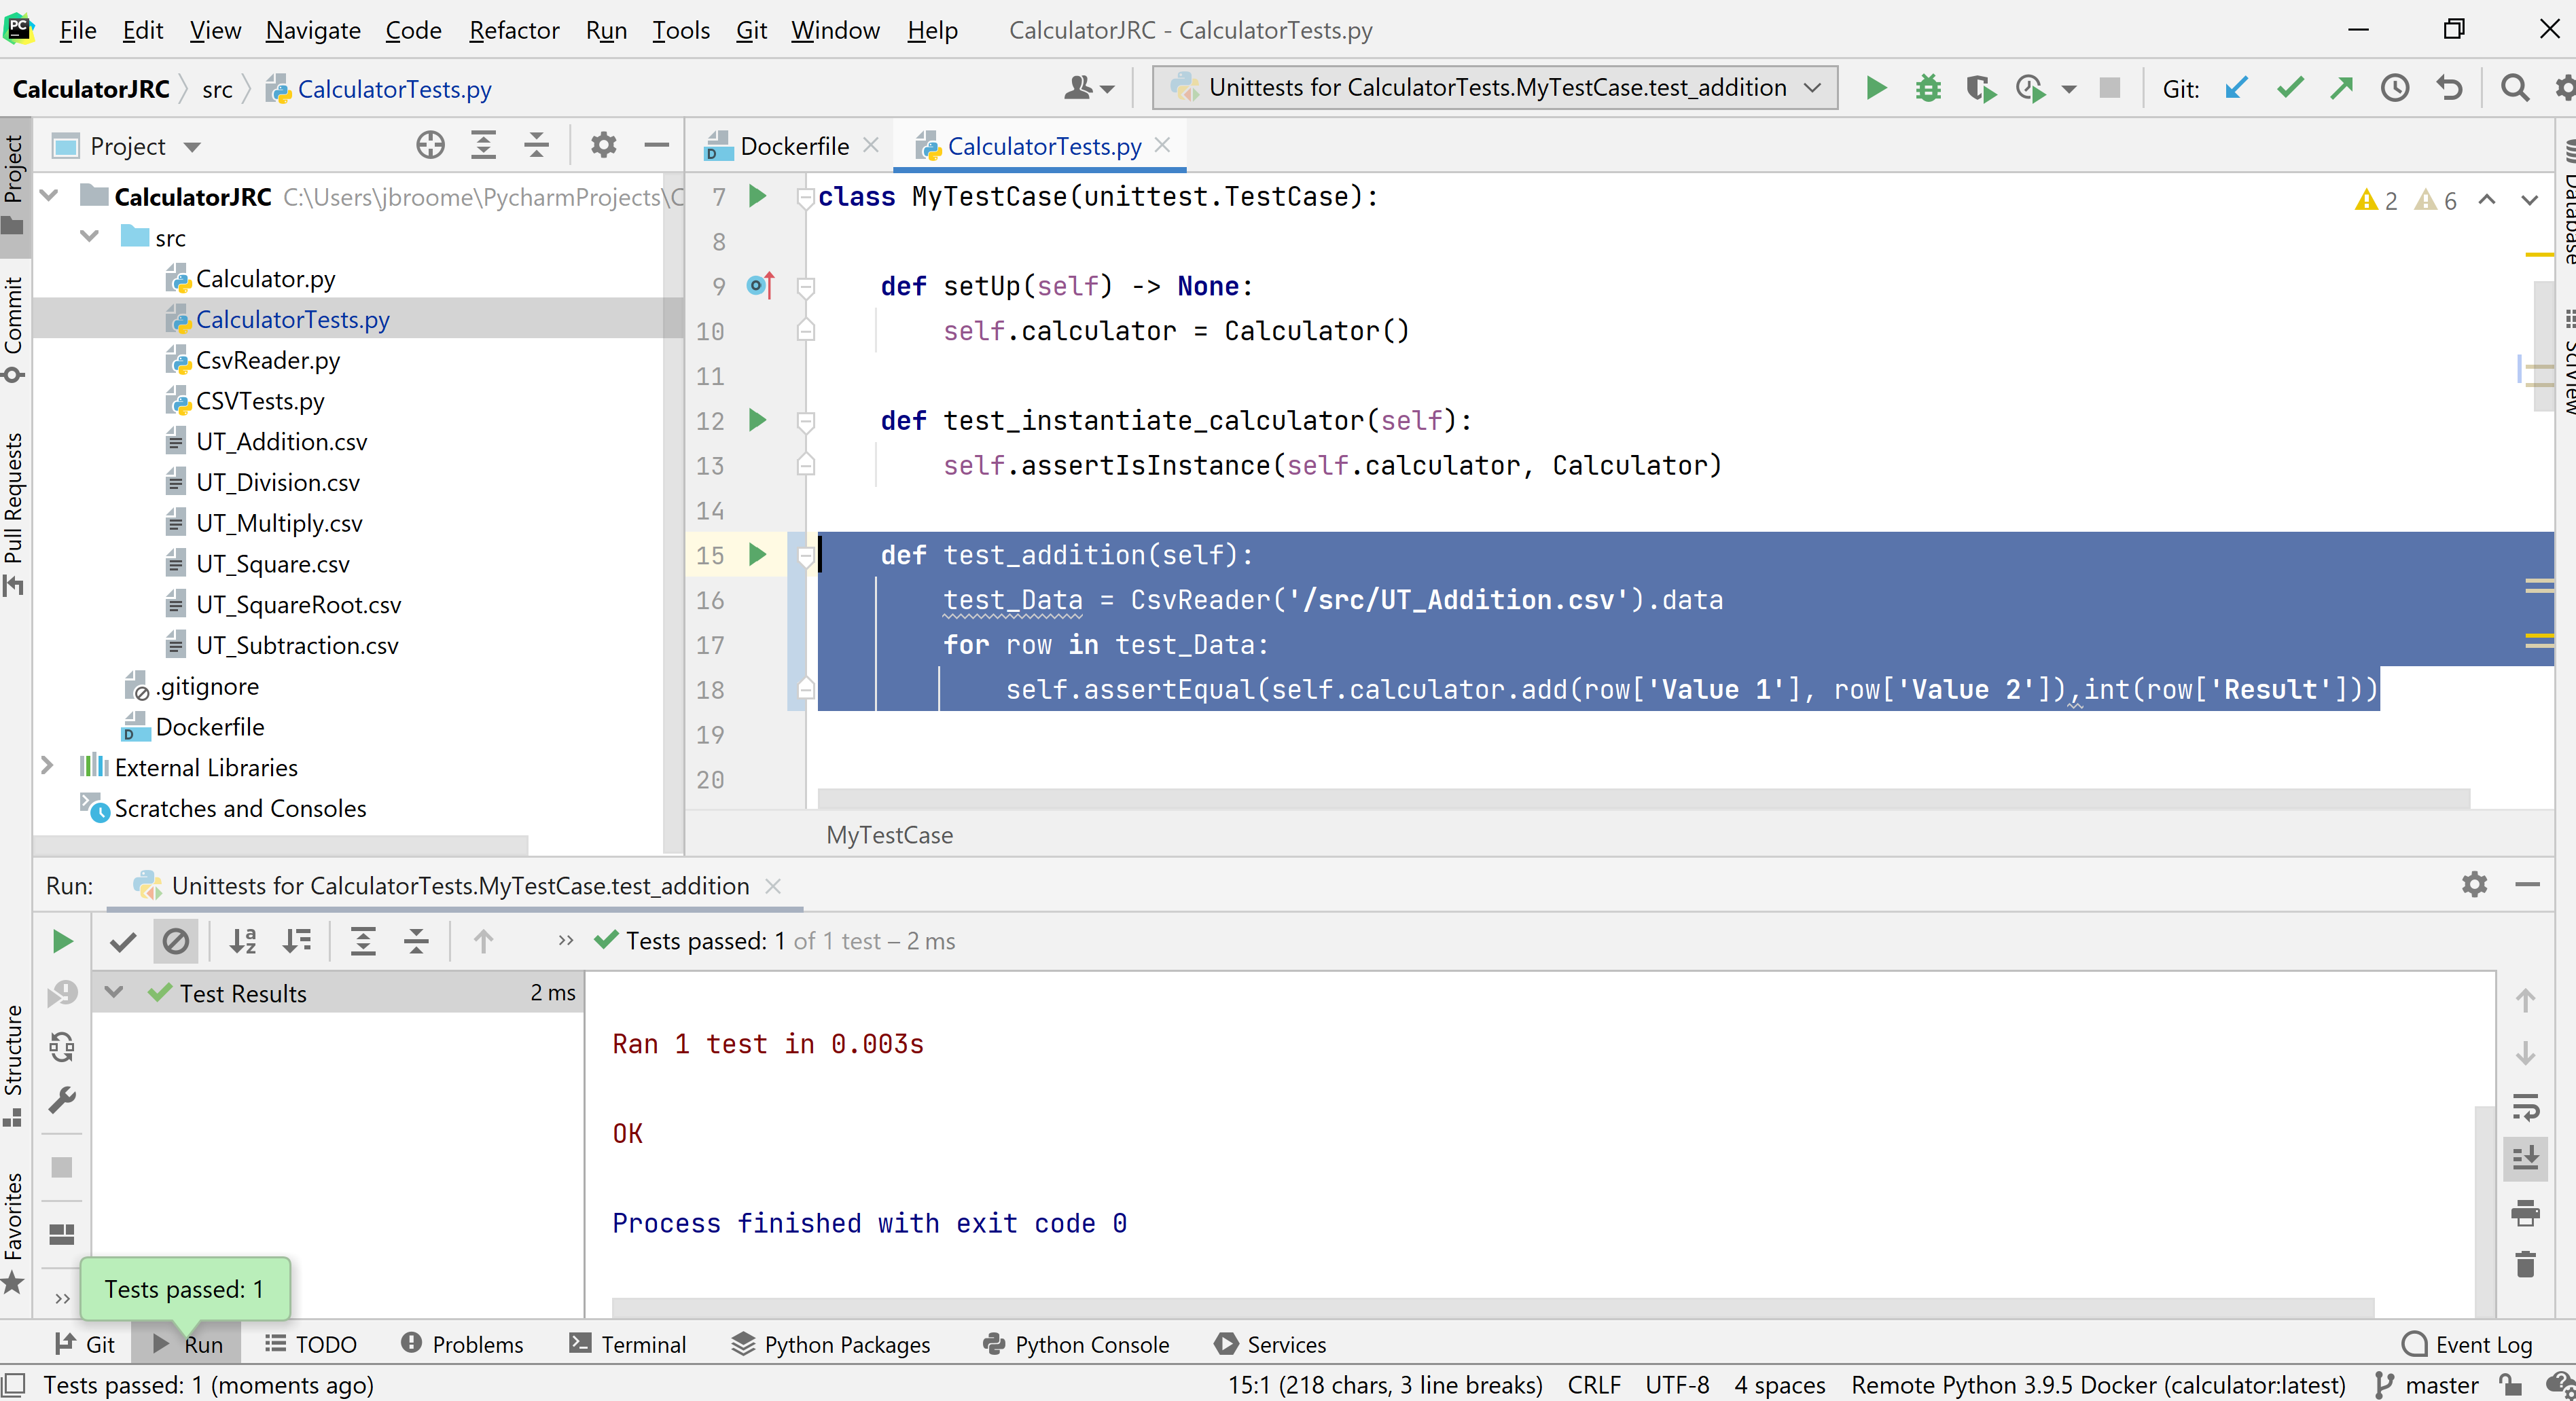 File Edit View Navigate Code Refactor Run Tools Git Window Help CalculatorJRC - CalculatorTests.py
CalculatorJRC src CalculatorTests.py Unittests for CalculatorTests.MyTestCase.test_addition Git:
Project
Commit
Pull Requests
Structure
Favorites
Project
CalculatorJRC C:\Users\jbroome\PycharmProjects\C
src
Calculator.py
CalculatorTests.py
CsvReader.py
CSVTests.py
UT_Addition.csv
UT_Division.csv
UT_Multiply.csv
UT_Square.csv
UT_SquareRoot.csv
UT_Subtraction.csv
.gitignore
Dockerfile
External Libraries
Scratches and Consoles
Dockerfile CalculatorTests.py
2 6
7 class MyTestCase(unittest.TestCase):
8
9 def setUp(self) -> None:
10 self.calculator = Calculator()
11
12 def test_instantiate_calculator(self):
13 self.assertIsInstance(self.calculator, Calculator)
14
15 def test_addition(self):
16 test_Data = CsvReader('/src/UT_Addition.csv').data
17 for row in test_Data:
18 self.assertEqual(self.calculator.add(row['Value 1'], row['Value 2']),int(row['Result']))
19
20
MyTestCase
Database
SciView
Run: Unittests for CalculatorTests.MyTestCase.test_addition
Tests passed: 1 of 1 test – 2 ms
Test Results 2 ms
Ran 1 test in 0.003s
OK
Process finished with exit code 0
Tests passed: 1
Git Run TODO Problems Terminal Python Packages Python Console Services Event Log
Tests passed: 1 (moments ago) 15:1 (218 chars, 3 line breaks) CRLF UTF-8 4 spaces Remote Python 3.9.5 Docker (calculator:latest) master